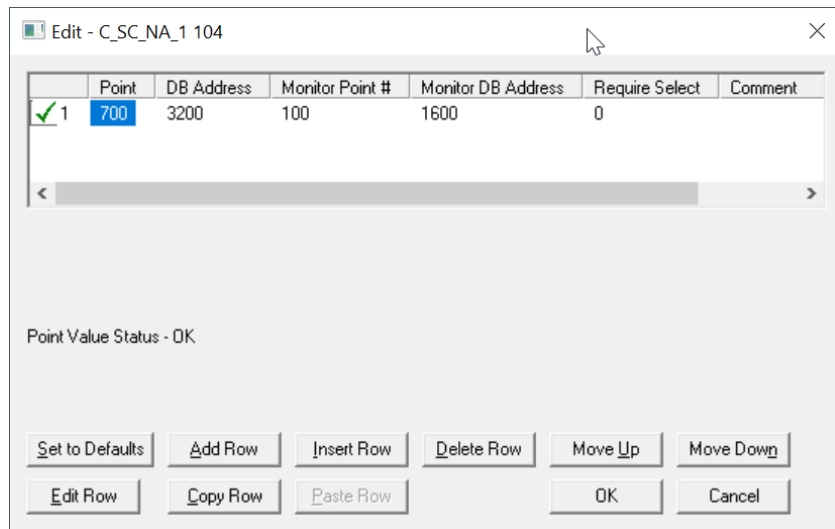 Edit - C_SC_NA_1 104
Point DB Address Monitor Point # Monitor DB Address Require Select Comment
1 700 3200 100 1600 0
Point Value Status - OK
Set to Defaults Add Row Insert Row Delete Row Move Up Move Down
Edit Row Copy Row Paste Row OK Cancel